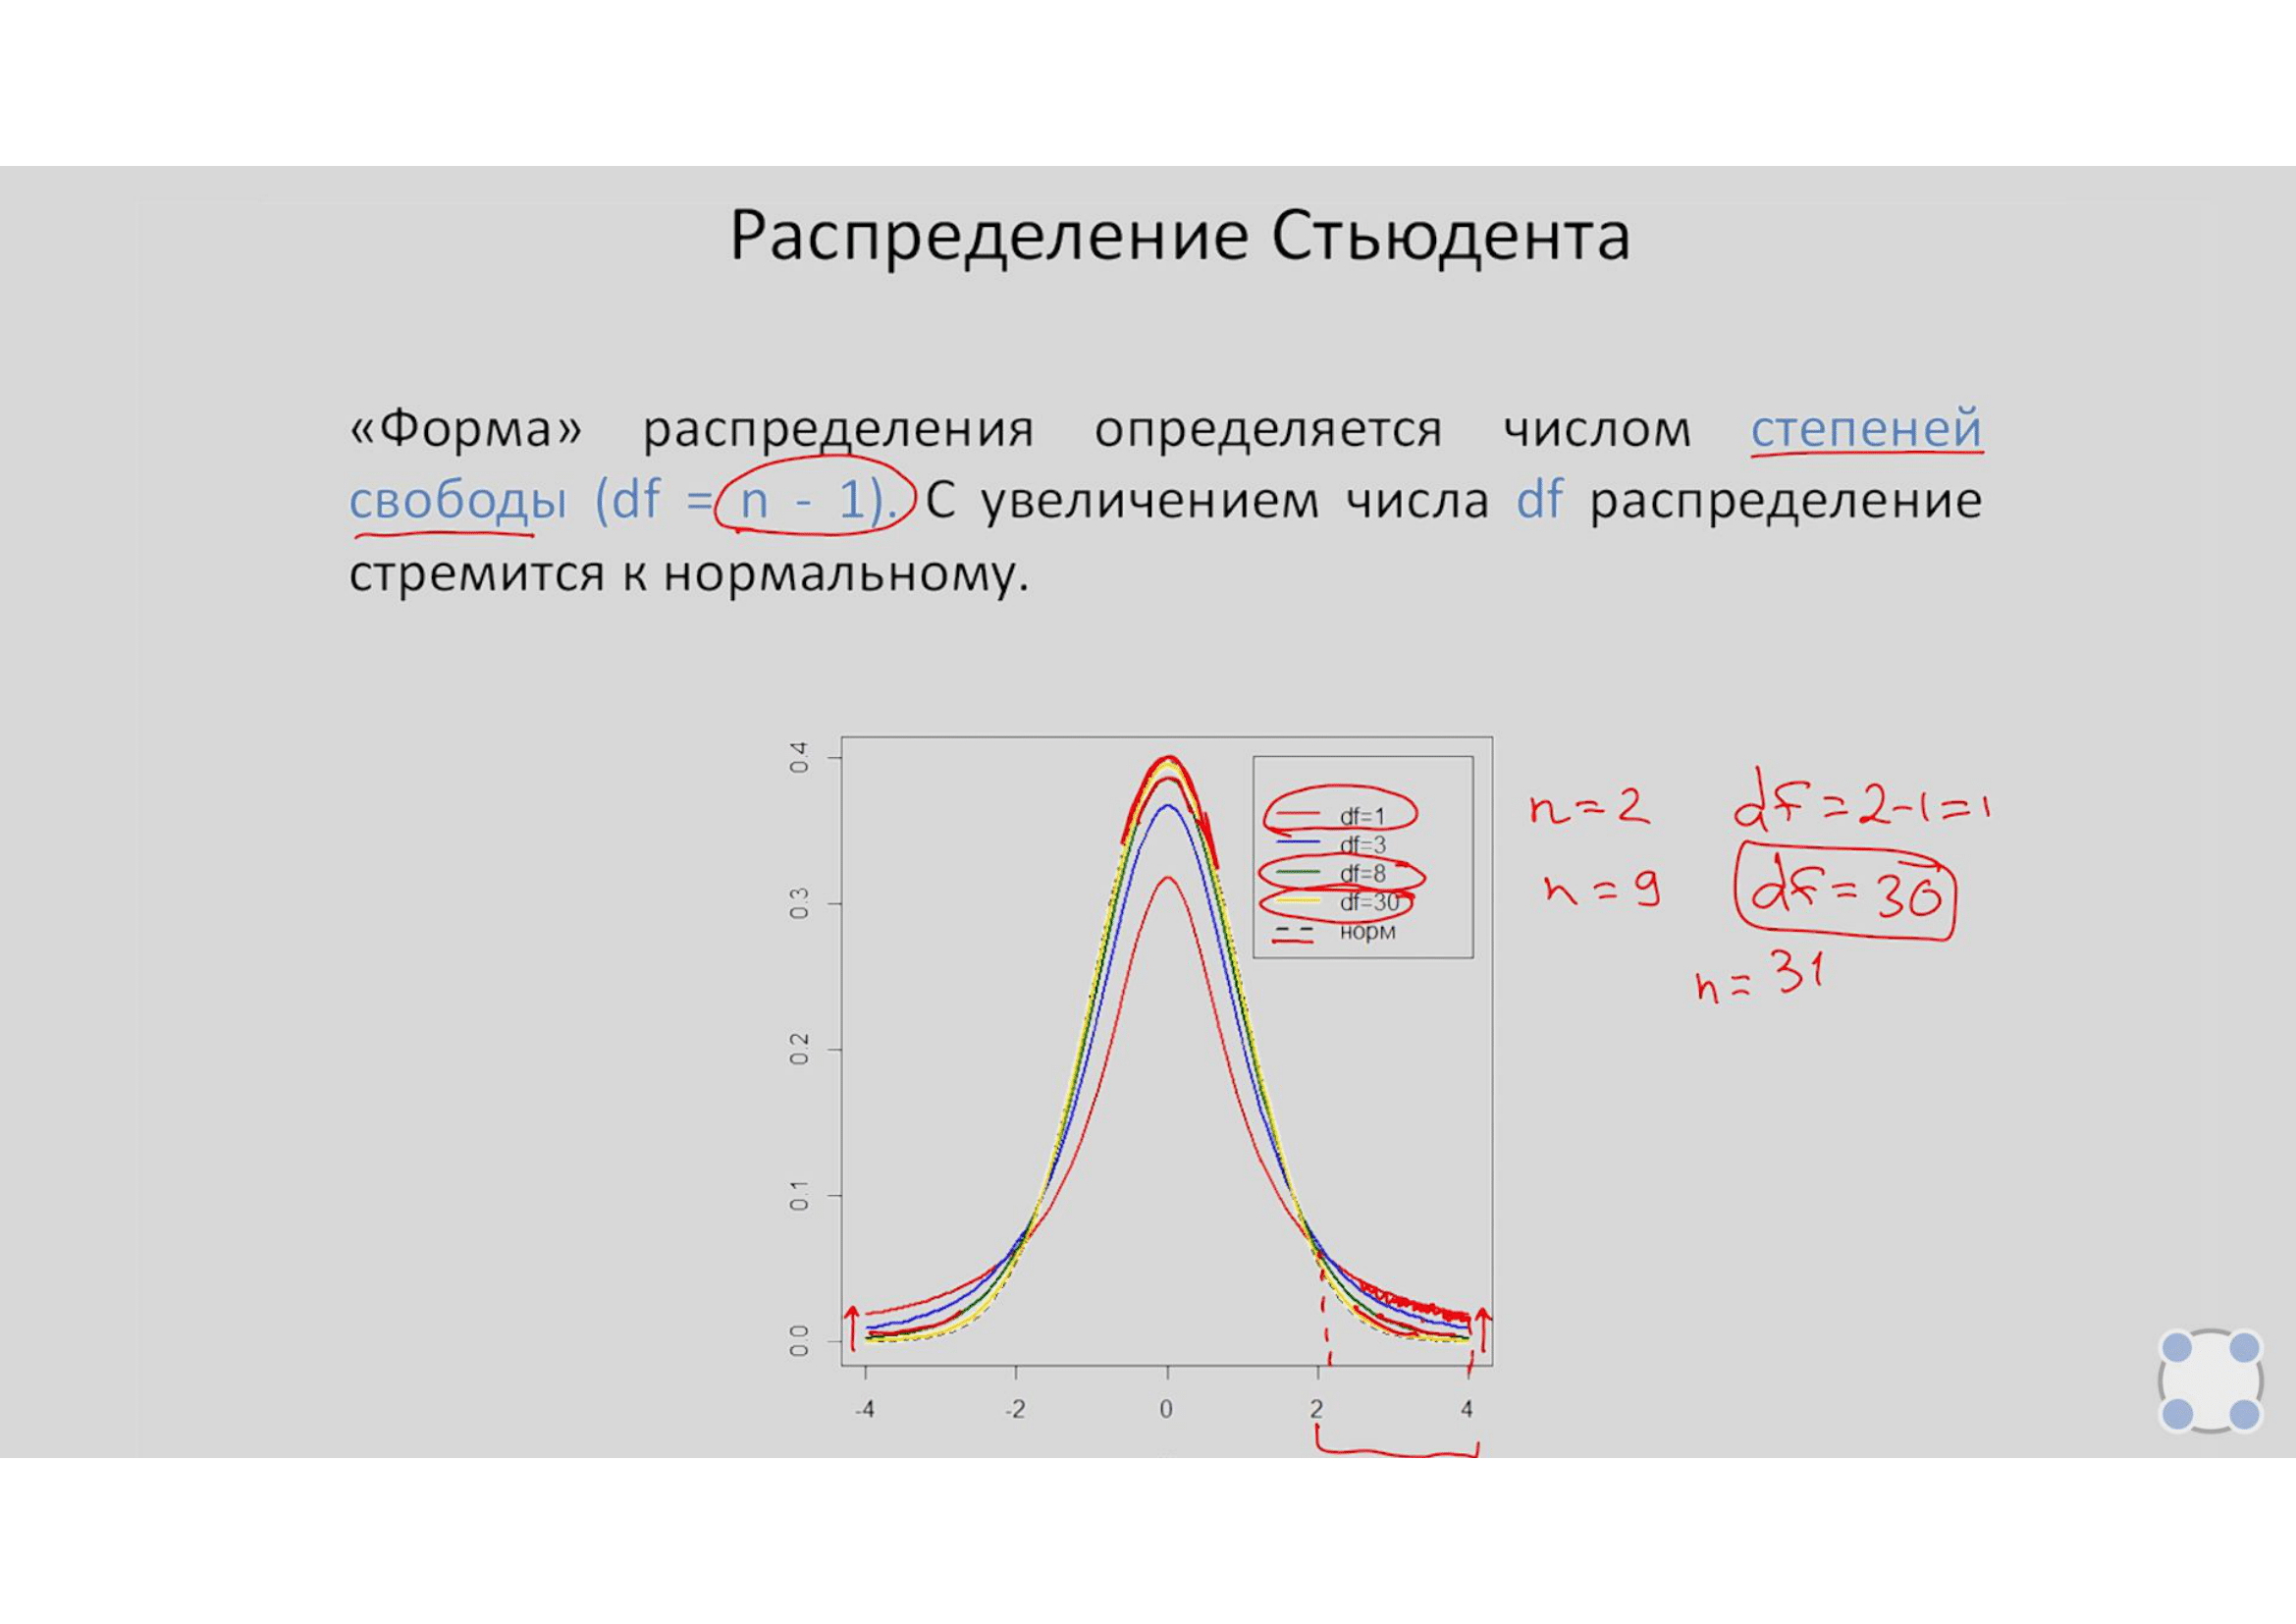 Распределение Стьюдента
«Форма» распределения определяется числом степеней
свободы (df = n - 1). С увеличением числа df распределение
стремится к нормальному.
0.4
0.3
0.2
0.1
0.0
-4 -2 0 2 4
df=1
df=3
df=8
df=30
норм
n=2 df=2-1=1
n=9 df=30
n=31